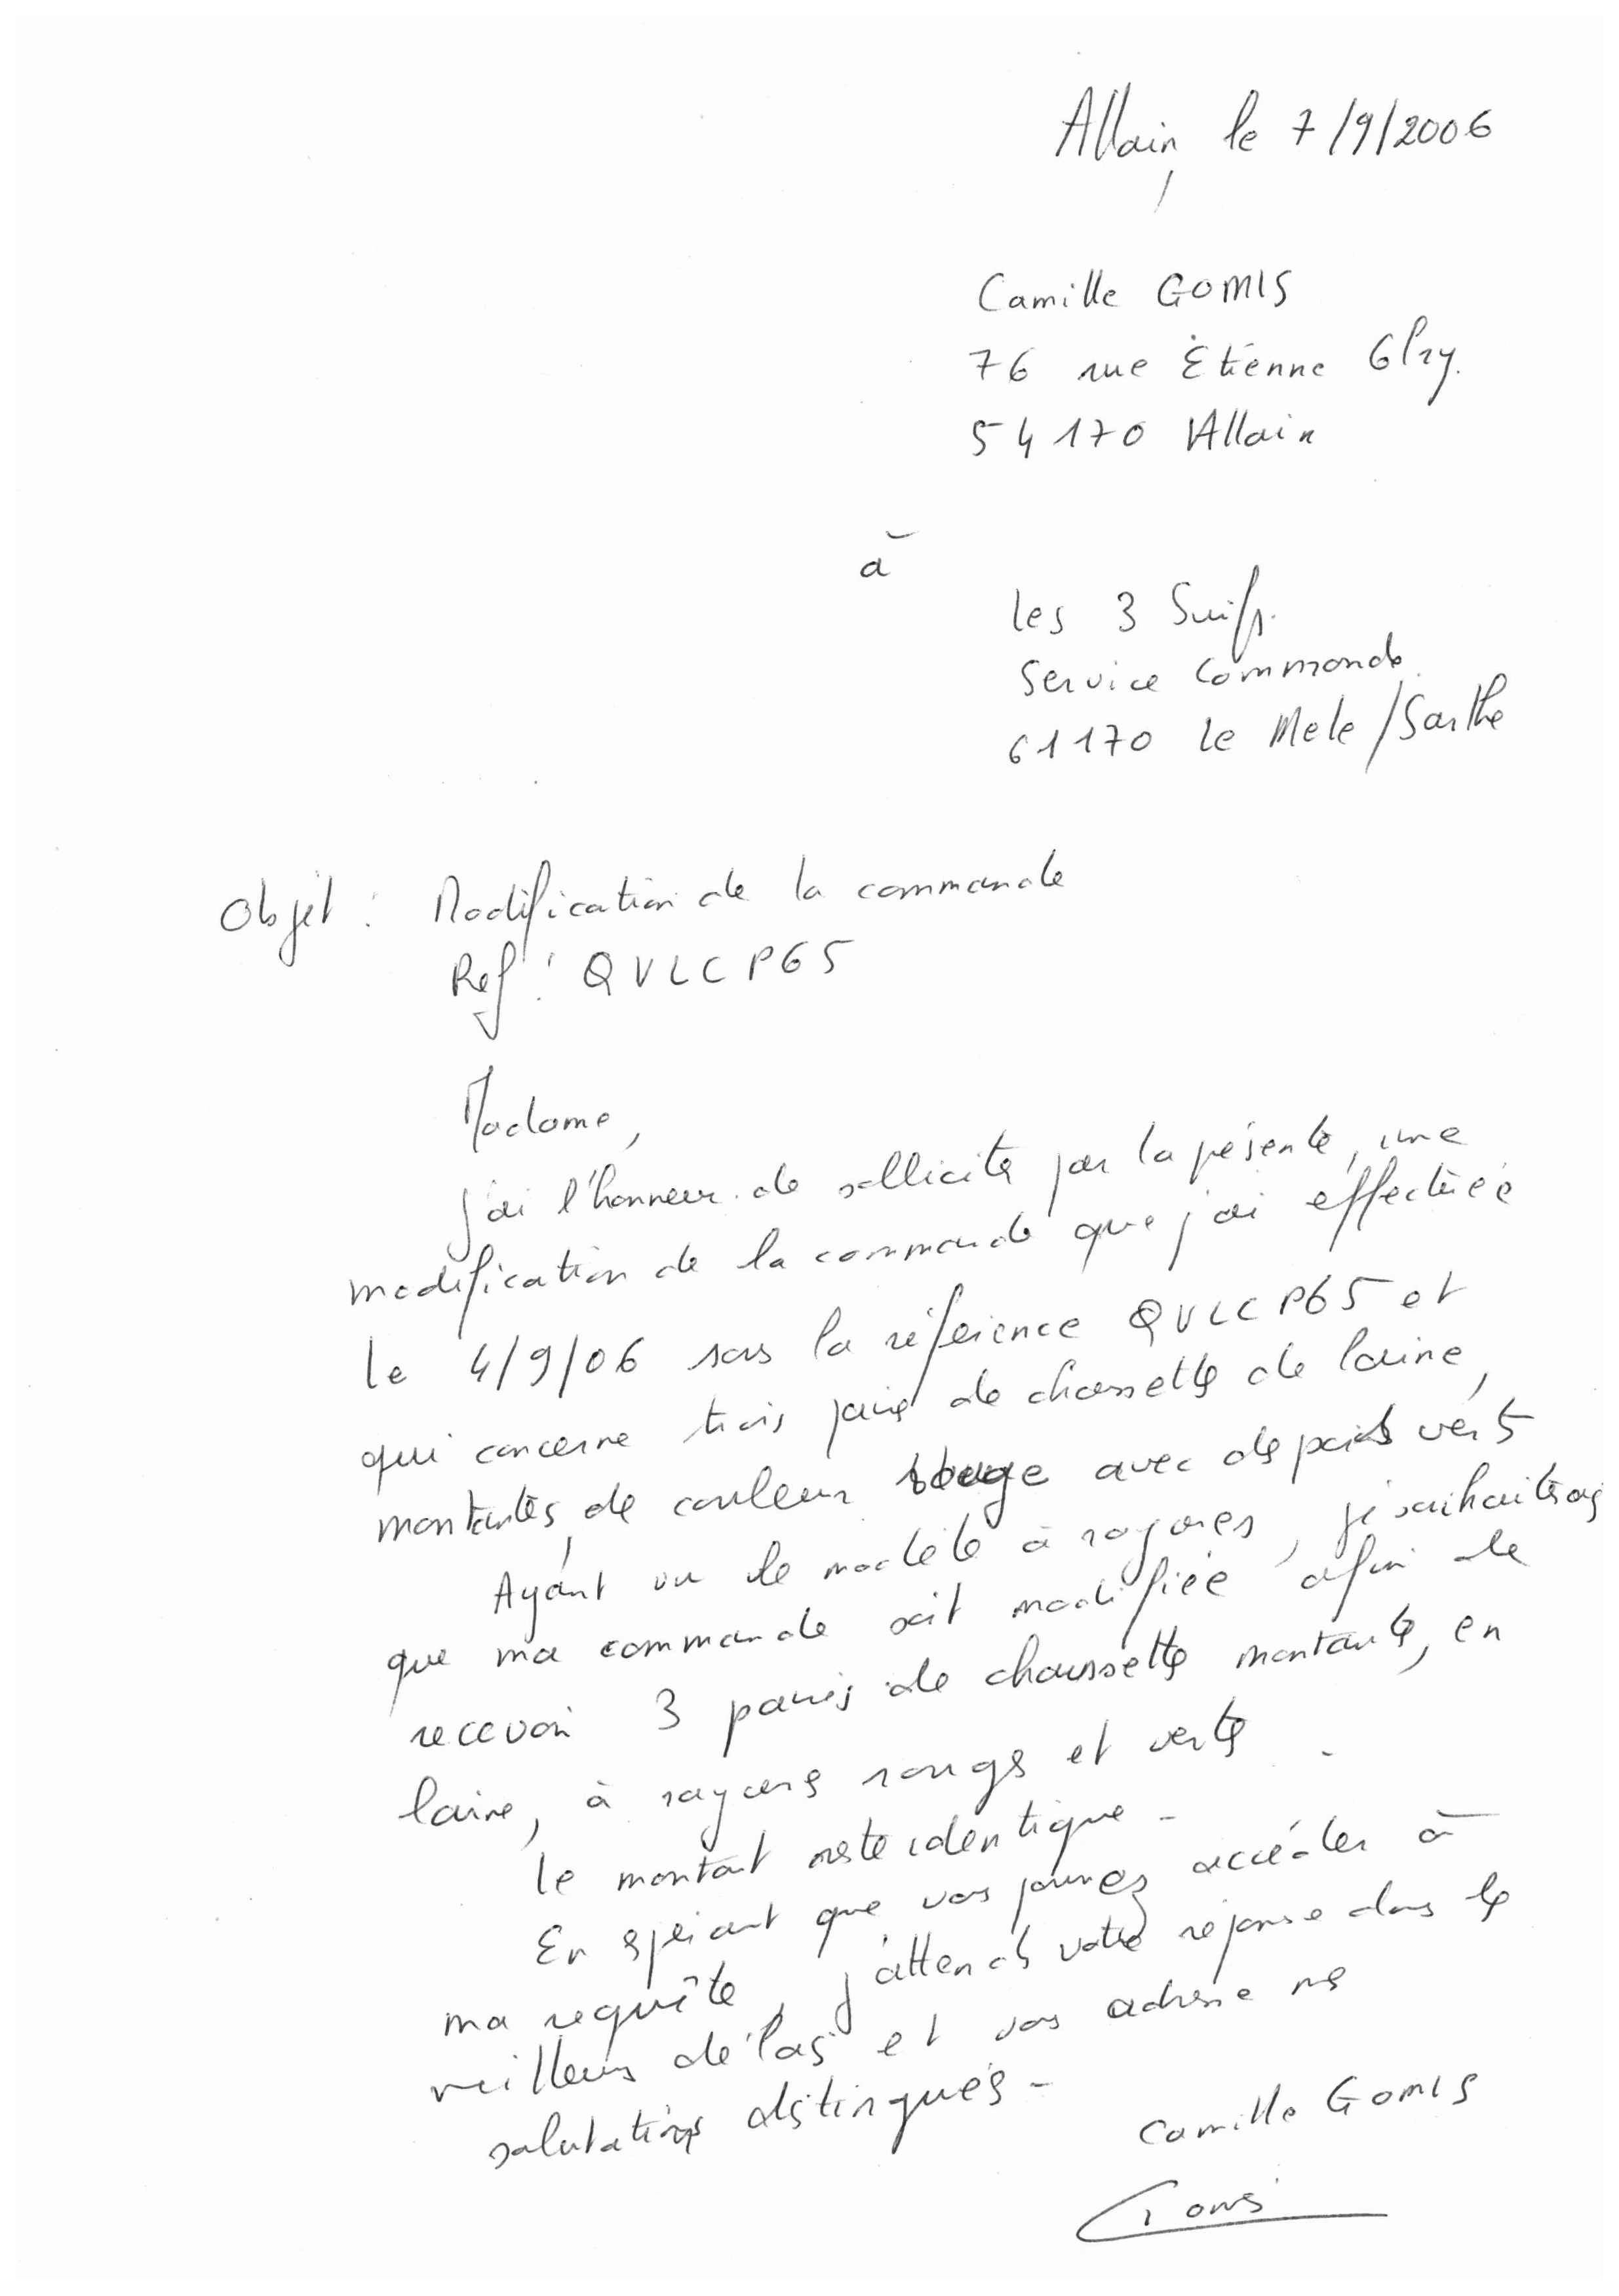 Allain, le 7/9/2006
Camille GOMIS
76 rue Étienne
54170 Allain
à
les 3 Suiss.
Service Commande
61170 Le Mele/Sarthe
Objet : Modification de la commande
Ref : QVLCP65
Madame,
j'ai l'honneur de solliciter par la présente, une
modification de la commande que j'ai effectuée
le 4/9/06 sous la référence QVLCP65 et
qui concerne trois paires de chaussettes de laine,
montantes, de couleur rouge avec des poids verts
Ayant vu le modèle à rayures, je souhaiterais
que ma commande soit modifiée afin de
recevoir 3 paires de chaussettes montantes, en
laine, à rayures rouges et vertes.
Le montant reste identique -
En espérant que vous pourrez accéder à
ma requête, j'attends votre réponse dans les
meilleurs délais et vous adresse mes
salutations distinguées -
Camille GOMIS
Gomis